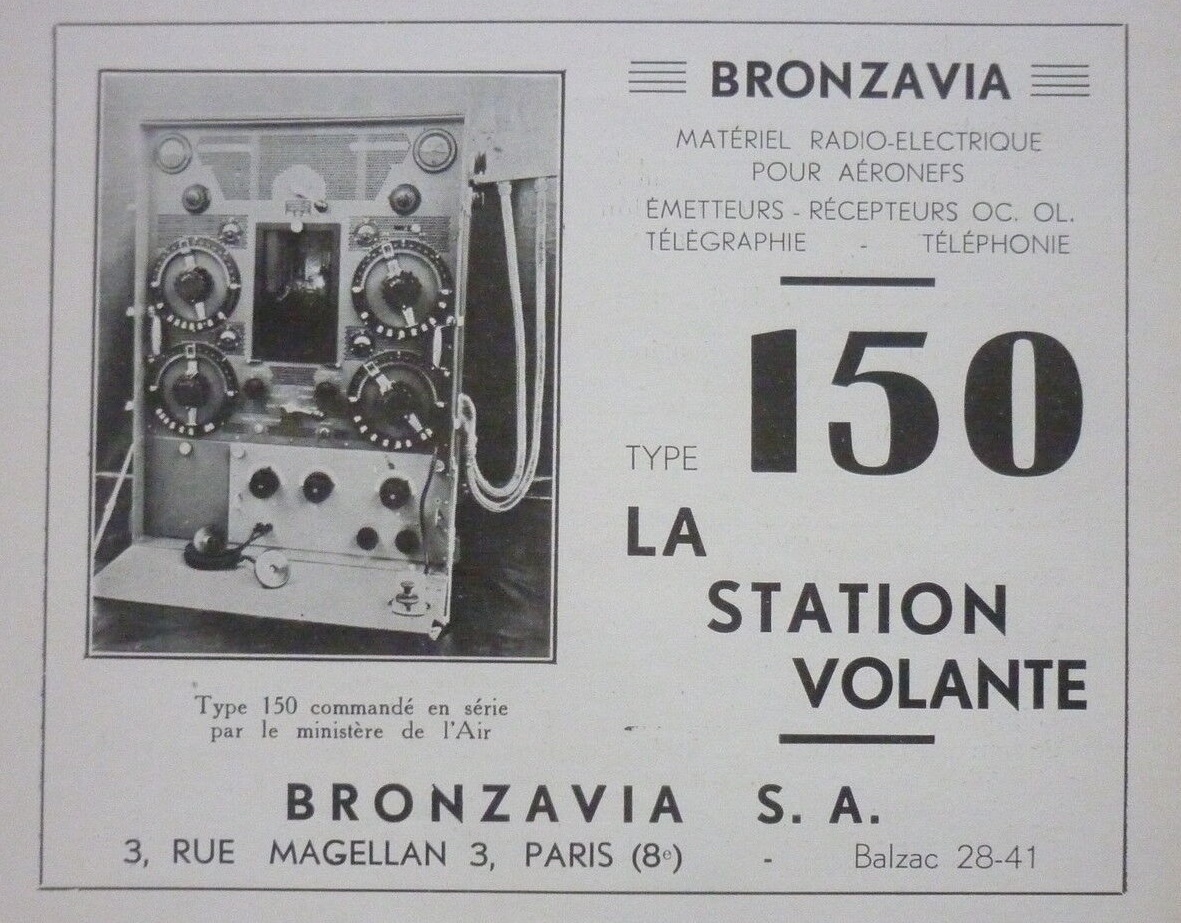 BRONZAVIA
MATÉRIEL RADIO-ELECTRIQUE
POUR AÉRONEFS
ÉMETTEURS - RÉCEPTEURS OC. OL.
TÉLÉGRAPHIE - TÉLÉPHONIE
TYPE 150
LA
STATION
VOLANTE
Type 150 commandé en série
par le ministère de l'Air
BRONZAVIA S. A.
3, RUE MAGELLAN 3, PARIS (8e) - Balzac 28-41